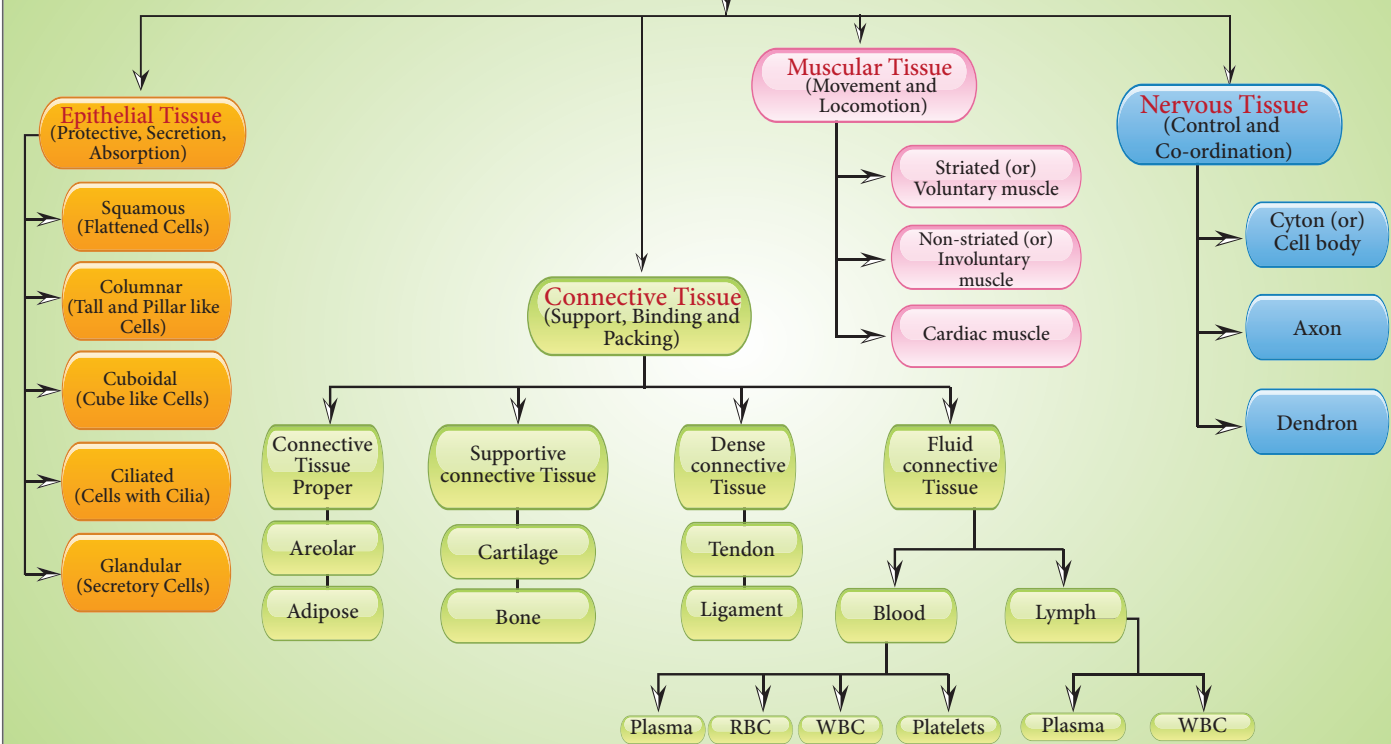 Epithelial Tissue
(Protective, Secretion,
Absorption)
Squamous
(Flattened Cells)
Columnar
(Tall and Pillar like
Cells)
Cuboidal
(Cube like Cells)
Ciliated
(Cells with Cilia)
Glandular
(Secretory Cells)
Connective Tissue
(Support, Binding and
Packing)
Connective
Tissue
Proper
Areolar
Adipose
Supportive
connective Tissue
Cartilage
Bone
Dense
connective
Tissue
Tendon
Ligament
Fluid
connective
Tissue
Blood
Plasma
RBC
WBC
Platelets
Lymph
Plasma
WBC
Muscular Tissue
(Movement and
Locomotion)
Striated (or)
Voluntary muscle
Non-striated (or)
Involuntary
muscle
Cardiac muscle
Nervous Tissue
(Control and
Co-ordination)
Cyton (or)
Cell body
Axon
Dendron